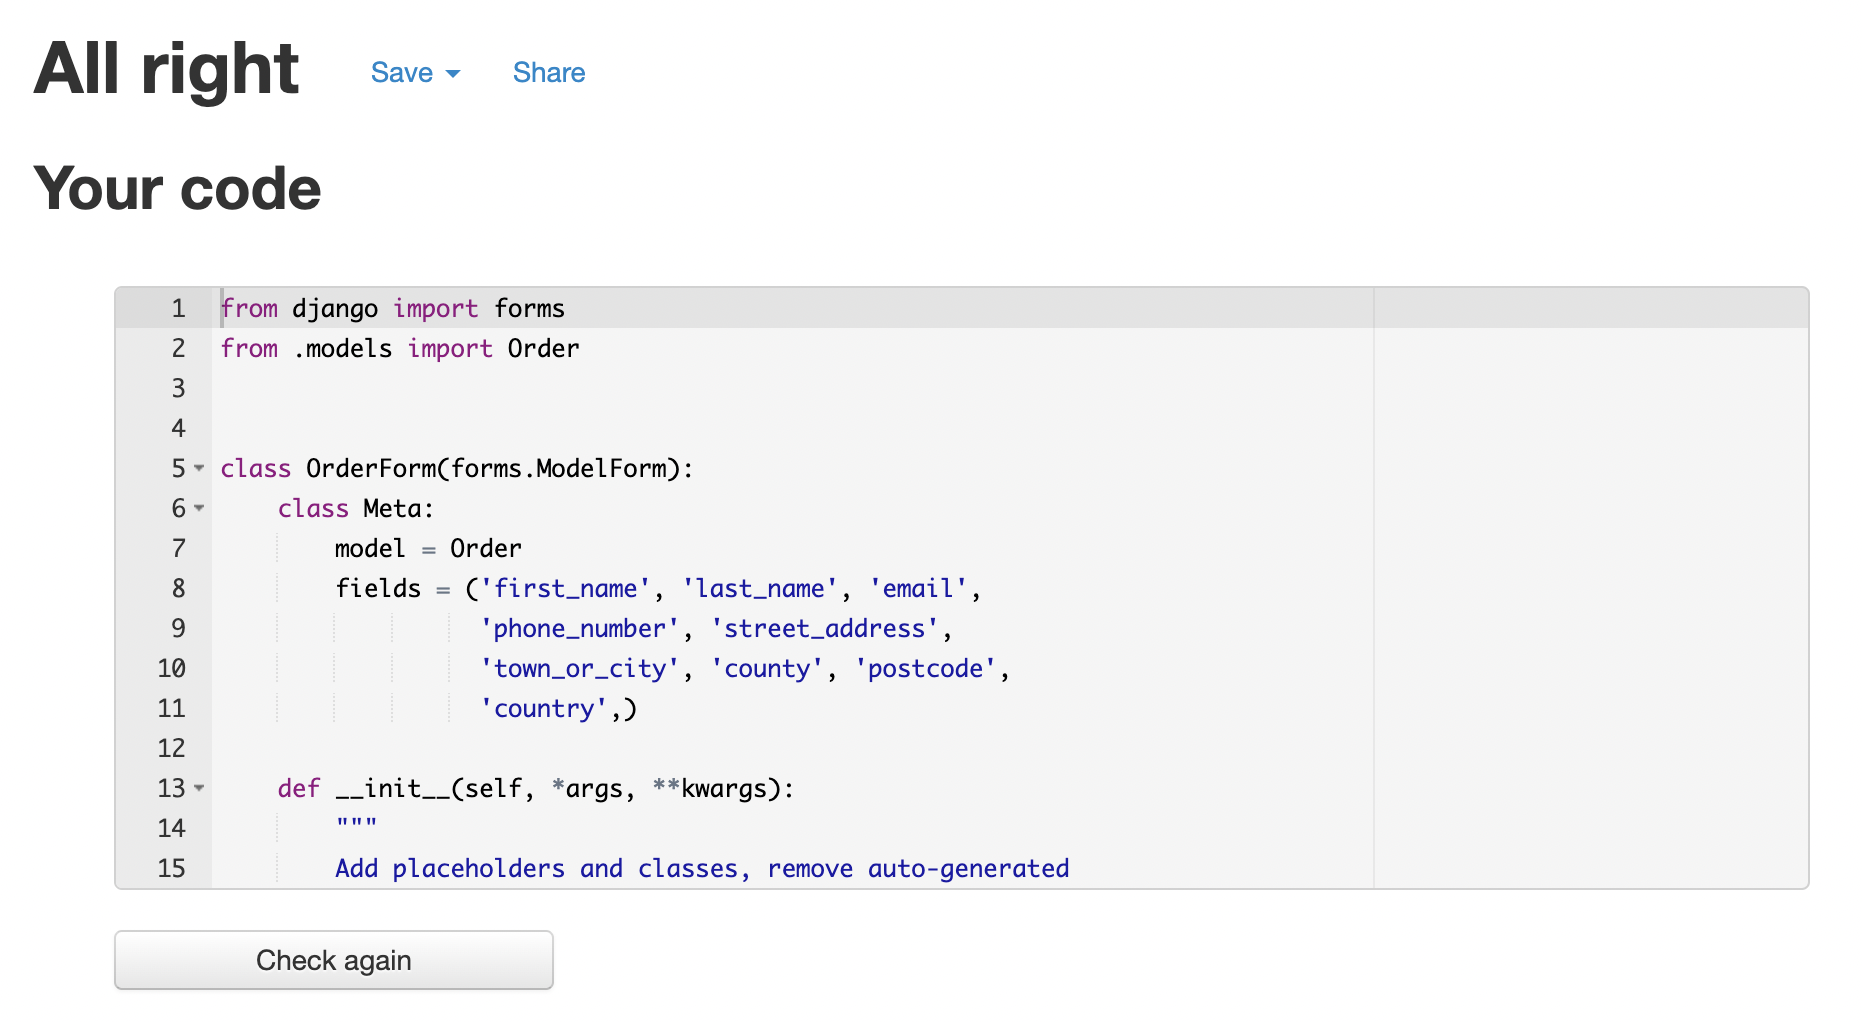 All right Save Share
Your code
1 from django import forms
2 from .models import Order
3
4
5 class OrderForm(forms.ModelForm):
6     class Meta:
7         model = Order
8         fields = ('first_name', 'last_name', 'email',
9                   'phone_number', 'street_address',
10                   'town_or_city', 'county', 'postcode',
11                   'country',)
12
13     def __init__(self, *args, **kwargs):
14         """
15         Add placeholders and classes, remove auto-generated
Check again